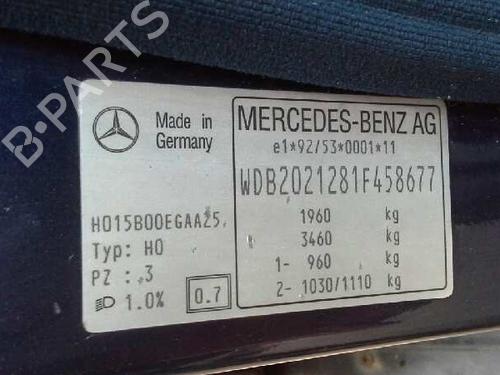 B-PARTS
Made in
Germany
H015B00EGAA25.
Typ: H0
PZ : 3
1.0% 0.7
MERCEDES-BENZ AG
e1*92/53*0001*11
WDB2021281F458677
1960 kg
3460 kg
1- 960 kg
2- 1030/1110 kg